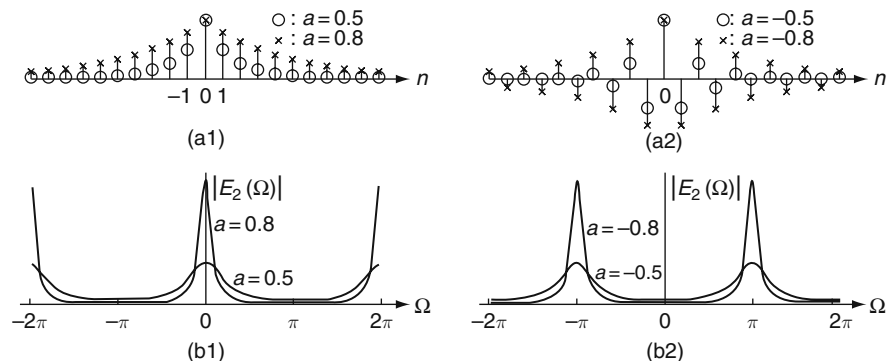 ○: a = 0.5
×: a = 0.8
n
−1 0 1
(a1)
○: a = −0.5
×: a = −0.8
n
0
(a2)
|E₂(Ω)|
a = 0.8
a = 0.5
Ω
−2π −π 0 π 2π
(b1)
|E₂(Ω)|
a = −0.8
a = −0.5
Ω
−2π −π 0 π 2π
(b2)